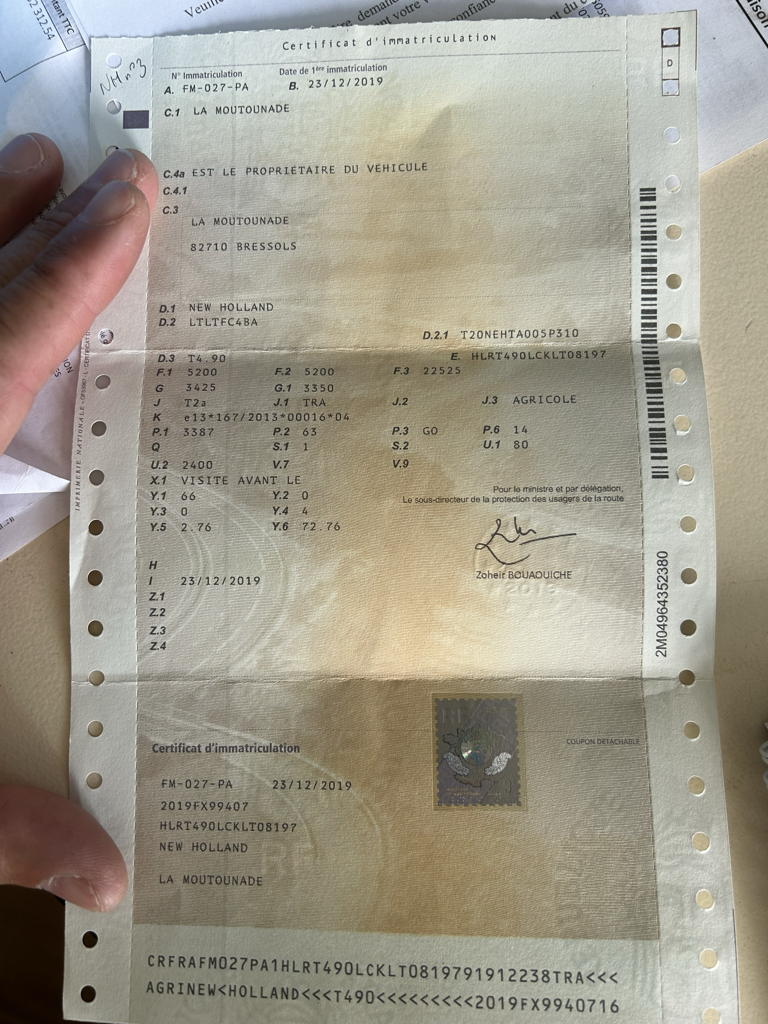 NH n°3
Certificat d'immatriculation
N° Immatriculation Date de 1ère immatriculation
A. FM-027-PA B. 23/12/2019
C.1 LA MOUTOUNADE
C.4a EST LE PROPRIÉTAIRE DU VEHICULE
C.4.1
C.3
LA MOUTOUNADE
82710 BRESSOLS
D.1 NEW HOLLAND
D.2 LTLTFC4BA D.2.1 T20NEHTA005P310
D.3 T4.90 E. HLRT490LCKLT08197
F.1 5200 F.2 5200 F.3 22525
G 3425 G.1 3350
J T2a J.1 TRA J.2 J.3 AGRICOLE
K e13*167/2013*00016*04
P.1 3387 P.2 63 P.3 GO P.6 14
Q S.1 1 S.2 U.1 80
U.2 2400 V.7 V.9
X.1 VISITE AVANT LE
Y.1 66 Y.2 0
Y.3 0 Y.4 4
Y.5 2.76 Y.6 72.76
Pour le ministre et par délégation,
Le sous-directeur de la protection des usagers de la route
Zoheir BOUAOUICHE
H
I 23/12/2019
Z.1
Z.2
Z.3
Z.4
D
2M04964352380
Certificat d'immatriculation
COUPON DÉTACHABLE
FM-027-PA 23/12/2019
2019FX99407
HLRT490LCKLT08197
NEW HOLLAND
LA MOUTOUNADE
CRFRAFM027PA1HLRT490LCKLT0819791912238TRA<<<
AGRINEW<HOLLAND<<<T490<<<<<<<<<2019FX9940716